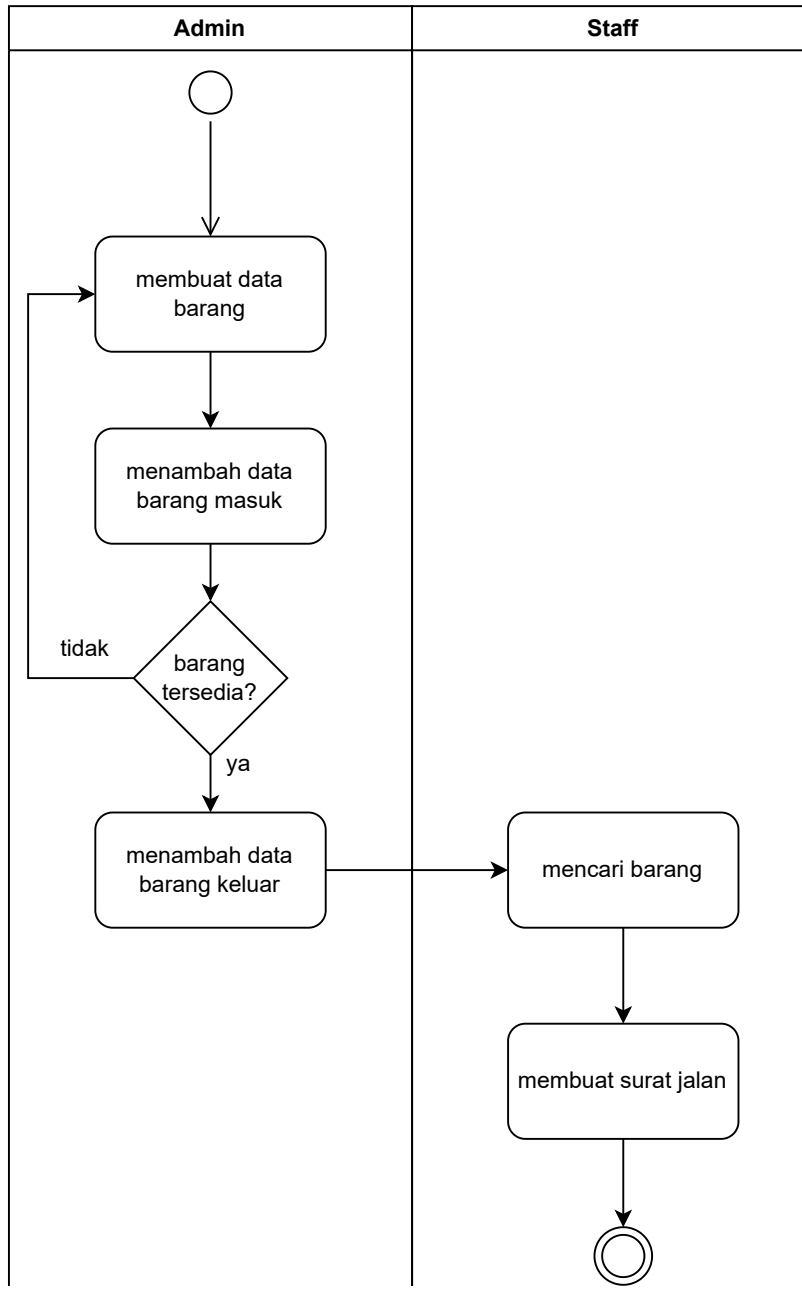 Admin
Staff
membuat data
barang
menambah data
barang masuk
tidak
barang
tersedia?
ya
menambah data
barang keluar
mencari barang
membuat surat jalan